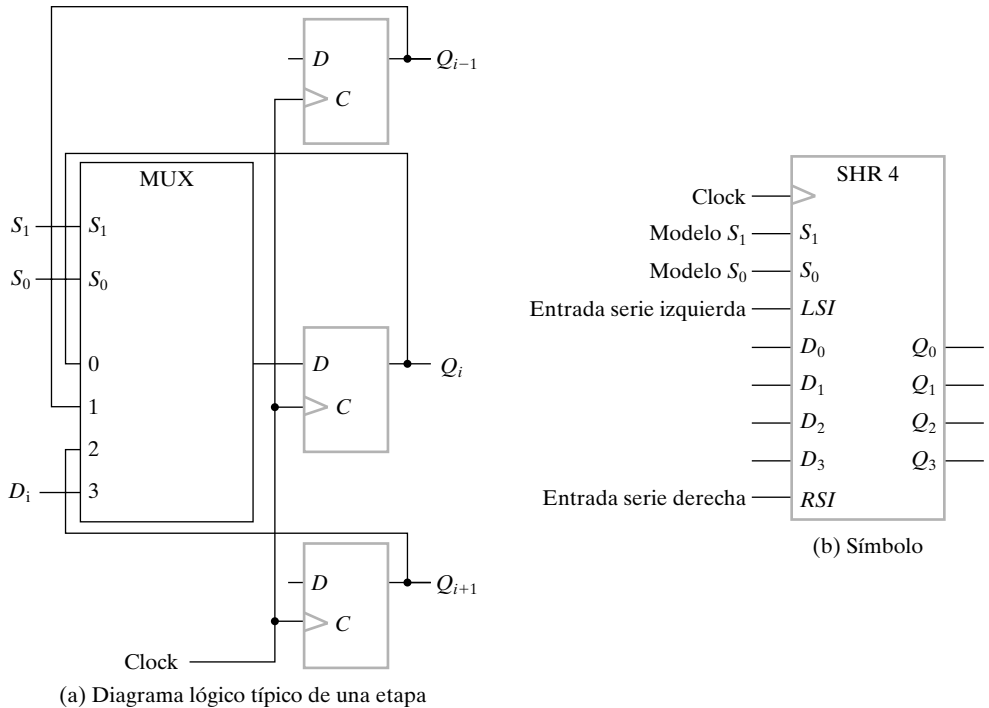 D
Q_{i−1}
C
MUX
S_1
S_1
S_0
S_0
0
D
Q_i
1
C
2
D_i
3
D
Q_{i+1}
C
Clock
(a) Diagrama lógico típico de una etapa
SHR 4
Clock
Modelo S_1
S_1
Modelo S_0
S_0
Entrada serie izquierda
LSI
D_0
Q_0
D_1
Q_1
D_2
Q_2
D_3
Q_3
Entrada serie derecha
RSI
(b) Símbolo